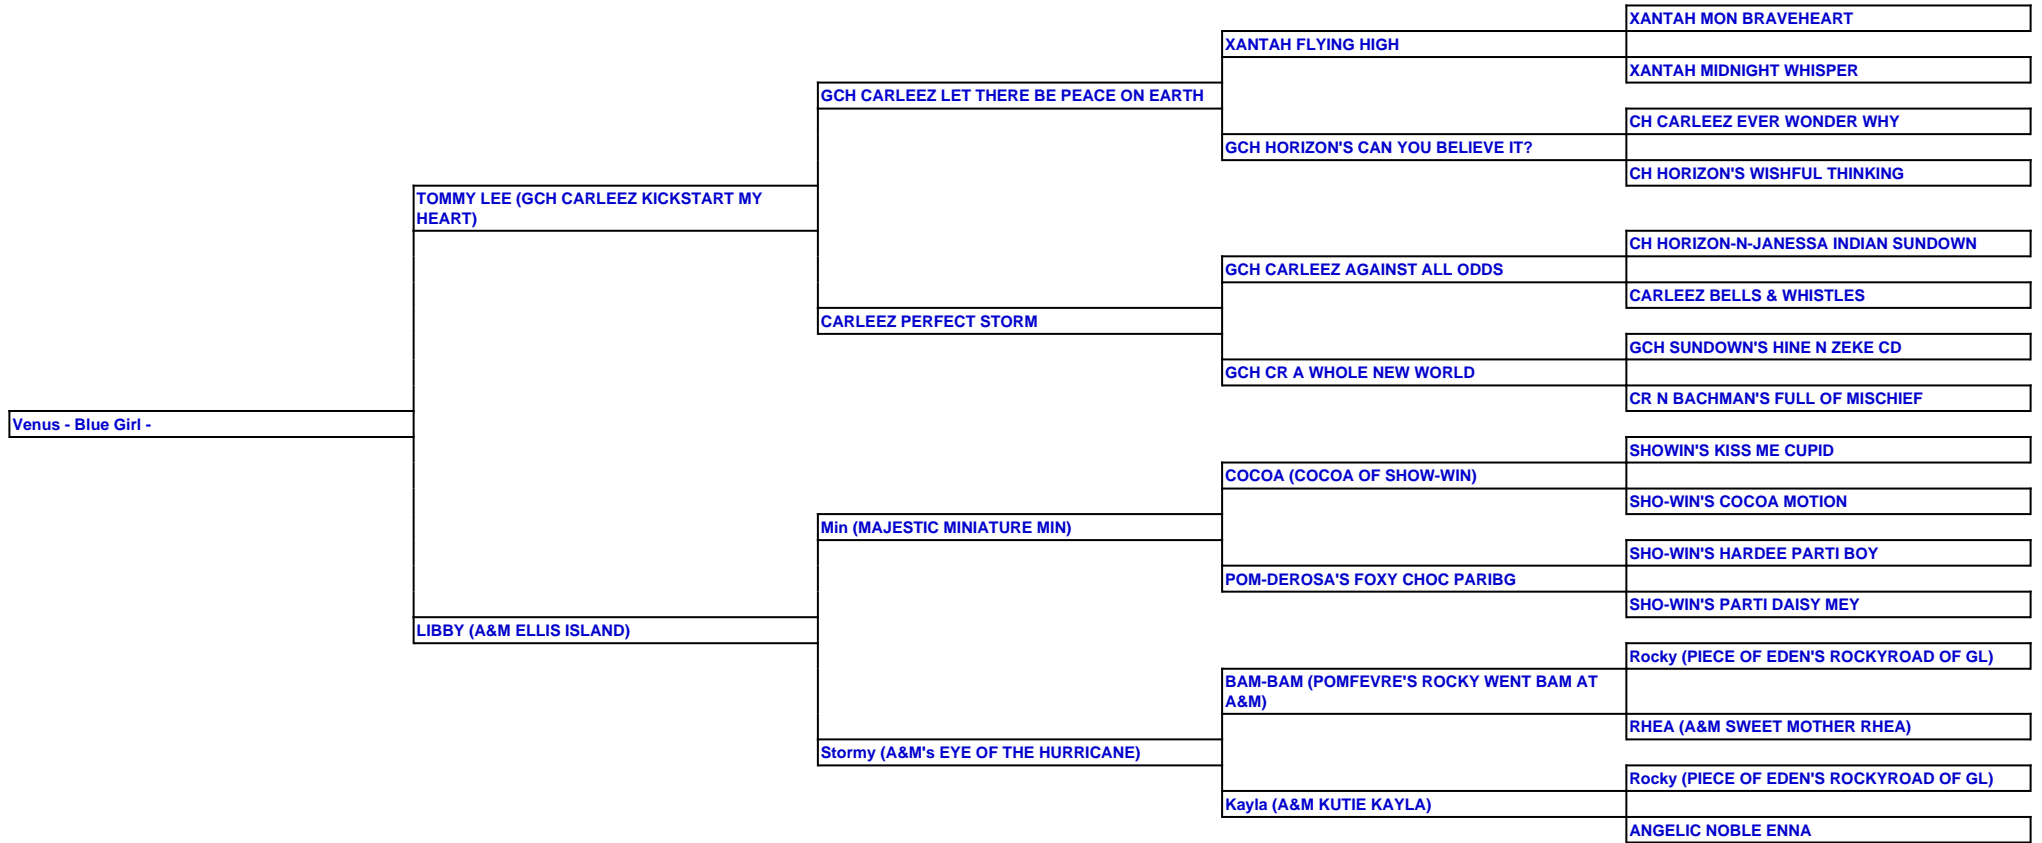 XANTAH MON BRAVEHEART
XANTAH FLYING HIGH
XANTAH MIDNIGHT WHISPER
GCH CARLEEZ LET THERE BE PEACE ON EARTH
CH CARLEEZ EVER WONDER WHY
GCH HORIZON'S CAN YOU BELIEVE IT?
CH HORIZON'S WISHFUL THINKING
TOMMY LEE (GCH CARLEEZ KICKSTART MY
HEART)
CH HORIZON-N-JANESSA INDIAN SUNDOWN
GCH CARLEEZ AGAINST ALL ODDS
CARLEEZ BELLS & WHISTLES
CARLEEZ PERFECT STORM
GCH SUNDOWN'S HINE N ZEKE CD
GCH CR A WHOLE NEW WORLD
CR N BACHMAN'S FULL OF MISCHIEF
Venus - Blue Girl -
SHOWIN'S KISS ME CUPID
COCOA (COCOA OF SHOW-WIN)
SHO-WIN'S COCOA MOTION
Min (MAJESTIC MINIATURE MIN)
SHO-WIN'S HARDEE PARTI BOY
POM-DEROSA'S FOXY CHOC PARIBG
SHO-WIN'S PARTI DAISY MEY
LIBBY (A&M ELLIS ISLAND)
Rocky (PIECE OF EDEN'S ROCKYROAD OF GL)
BAM-BAM (POMFEVRE'S ROCKY WENT BAM AT
A&M)
RHEA (A&M SWEET MOTHER RHEA)
Stormy (A&M's EYE OF THE HURRICANE)
Rocky (PIECE OF EDEN'S ROCKYROAD OF GL)
Kayla (A&M KUTIE KAYLA)
ANGELIC NOBLE ENNA